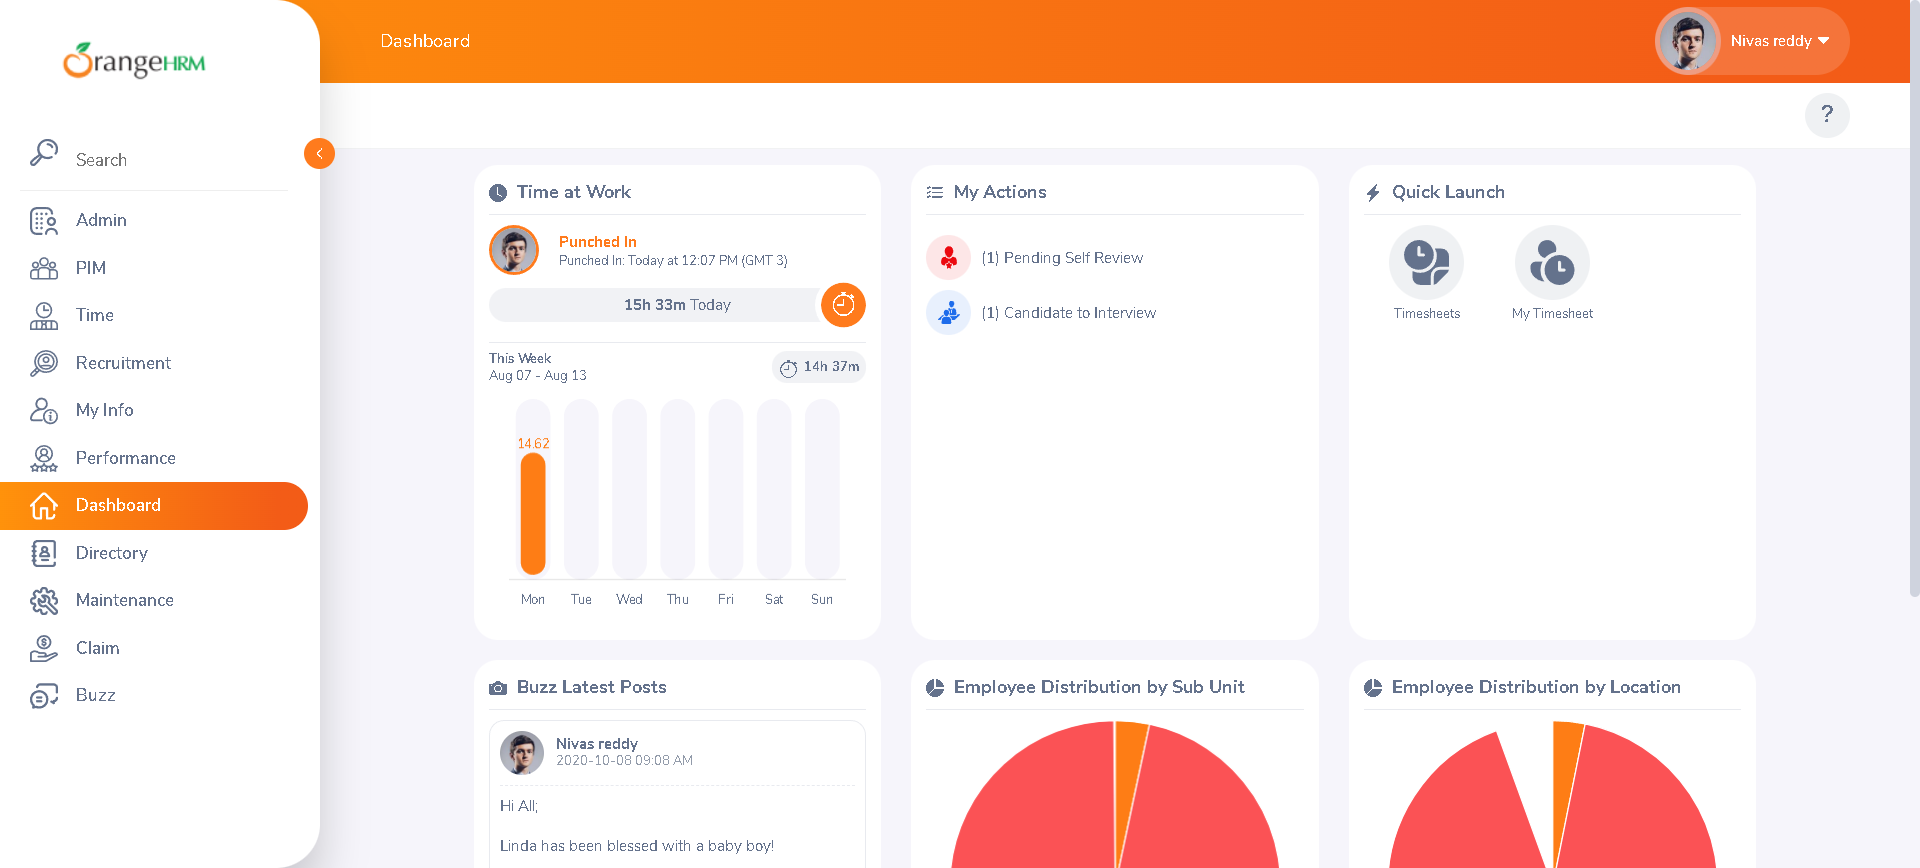 OrangeHRM
Dashboard
Nivas reddy
?
Search
Admin
PIM
Time
Recruitment
My Info
Performance
Dashboard
Directory
Maintenance
Claim
Buzz
Time at Work
Punched In
Punched In: Today at 12:07 PM (GMT 3)
15h 33m Today
This Week
Aug 07 - Aug 13
14h 37m
14.62
Mon Tue Wed Thu Fri Sat Sun
My Actions
(1) Pending Self Review
(1) Candidate to Interview
Quick Launch
Timesheets
My Timesheet
Buzz Latest Posts
Nivas reddy
2020-10-08 09:08 AM
Hi All;
Linda has been blessed with a baby boy!
Employee Distribution by Sub Unit
Employee Distribution by Location